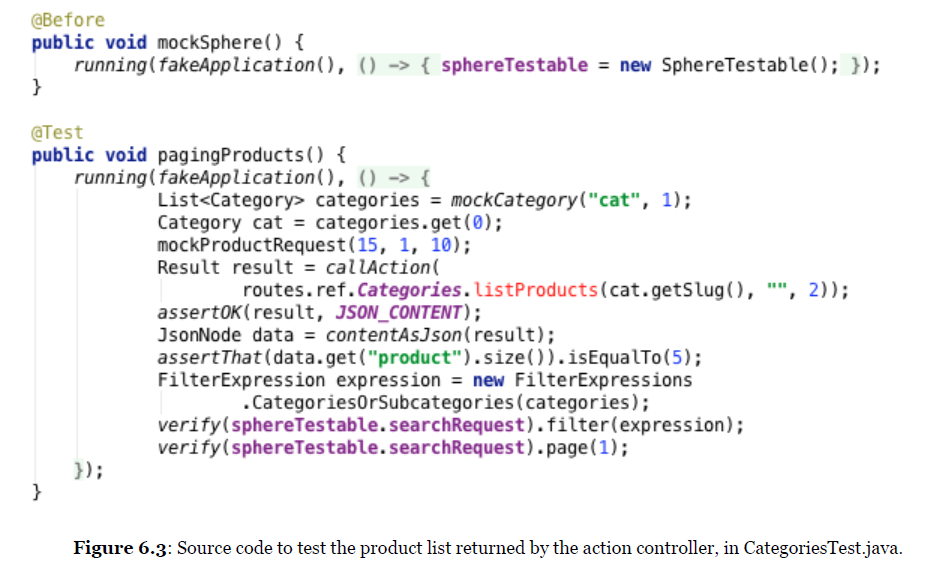 @Before
public void mockSphere() {
    running(fakeApplication(), () -> { sphereTestable = new SphereTestable(); });
}
@Test
public void pagingProducts() {
    running(fakeApplication(), () -> {
            List<Category> categories = mockCategory("cat", 1);
            Category cat = categories.get(0);
            mockProductRequest(15, 1, 10);
            Result result = callAction(
                    routes.ref.Categories.listProducts(cat.getSlug(), "", 2));
            assertOK(result, JSON_CONTENT);
            JsonNode data = contentAsJson(result);
            assertThat(data.get("product").size()).isEqualTo(5);
            FilterExpression expression = new FilterExpressions
                    .CategoriesOrSubcategories(categories);
            verify(sphereTestable.searchRequest).filter(expression);
            verify(sphereTestable.searchRequest).page(1);
    });
}
Figure 6.3: Source code to test the product list returned by the action controller, in CategoriesTest.java.